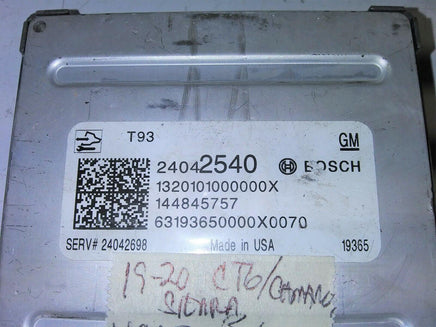 T93 GM
24042540 BOSCH
1320101000000X
144845757
63193650000X0070
SERV# 24042698 Made in USA 19365
19-20 CT6/CAMARO,
SIERRA